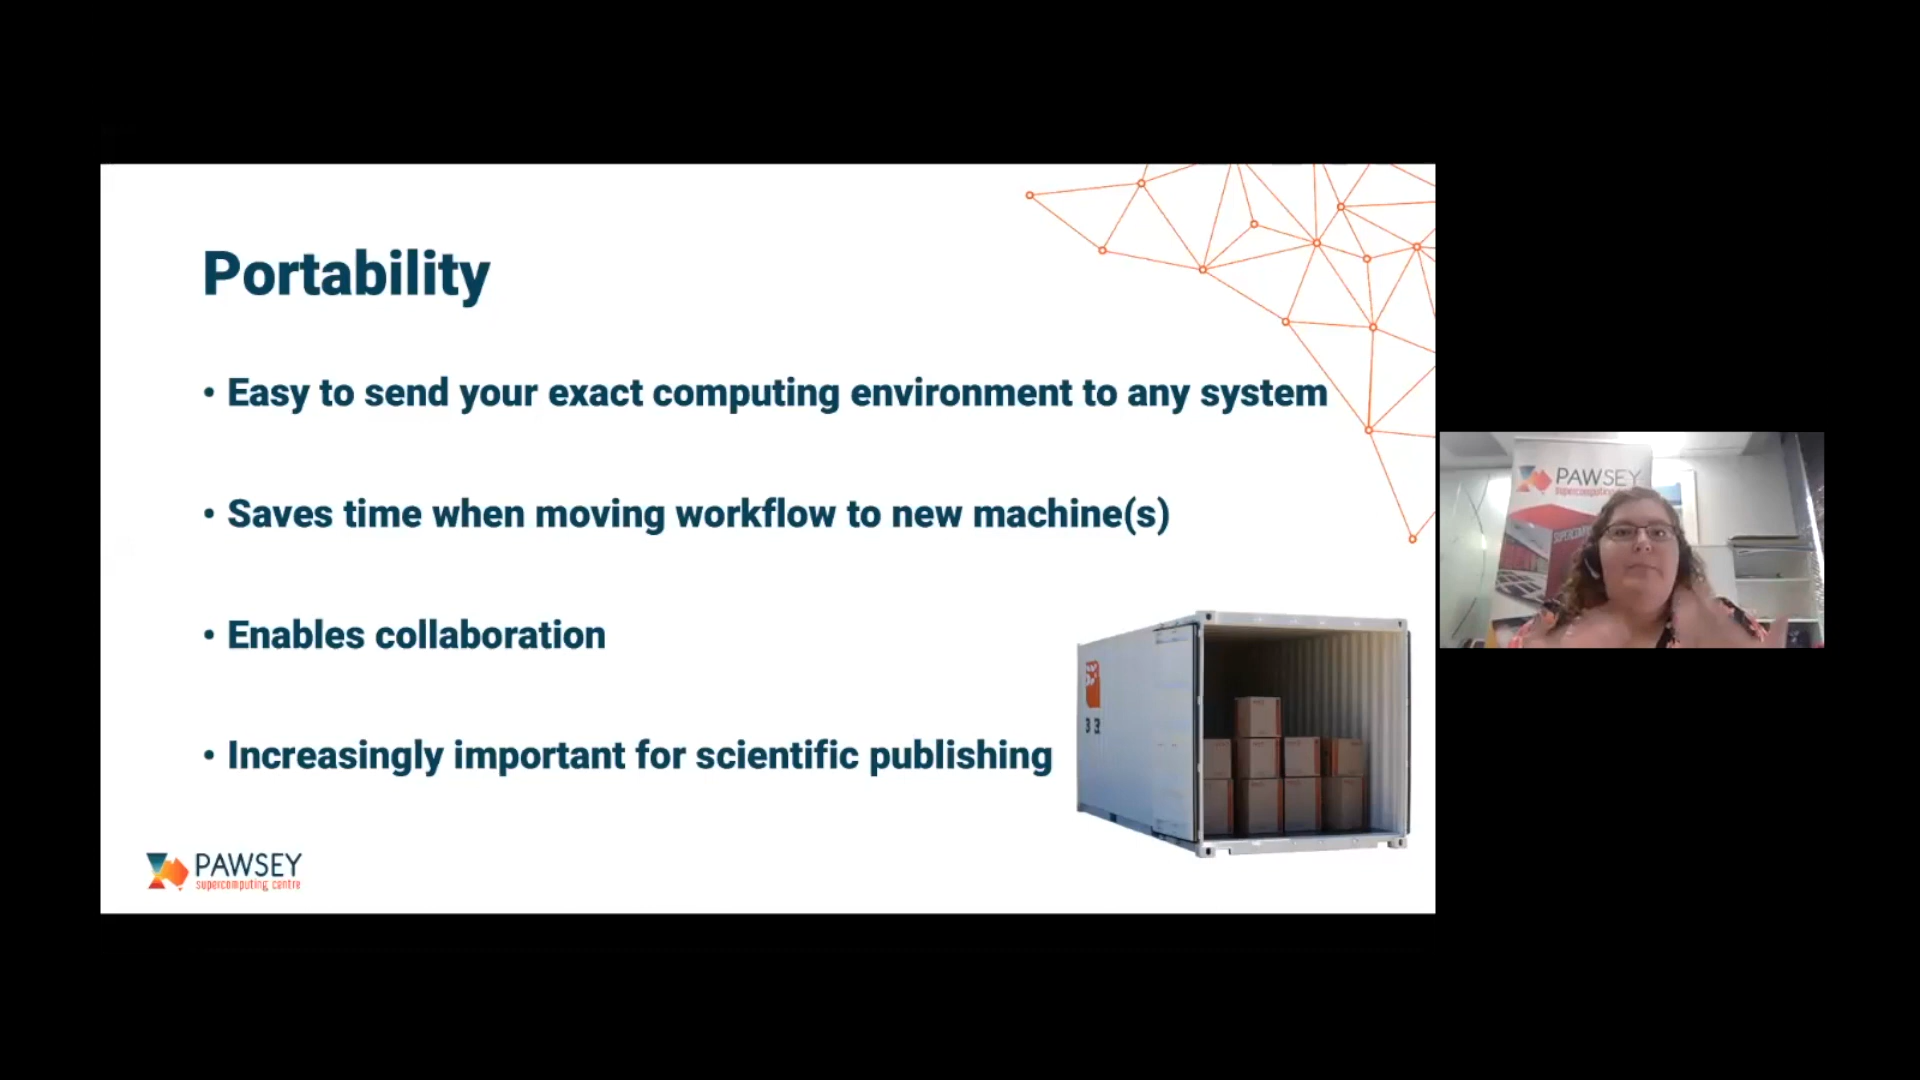 Portability
• Easy to send your exact computing environment to any system
• Saves time when moving workflow to new machine(s)
• Enables collaboration
• Increasingly important for scientific publishing
33
PAWSEY
supercomputing centre
PAWSEY